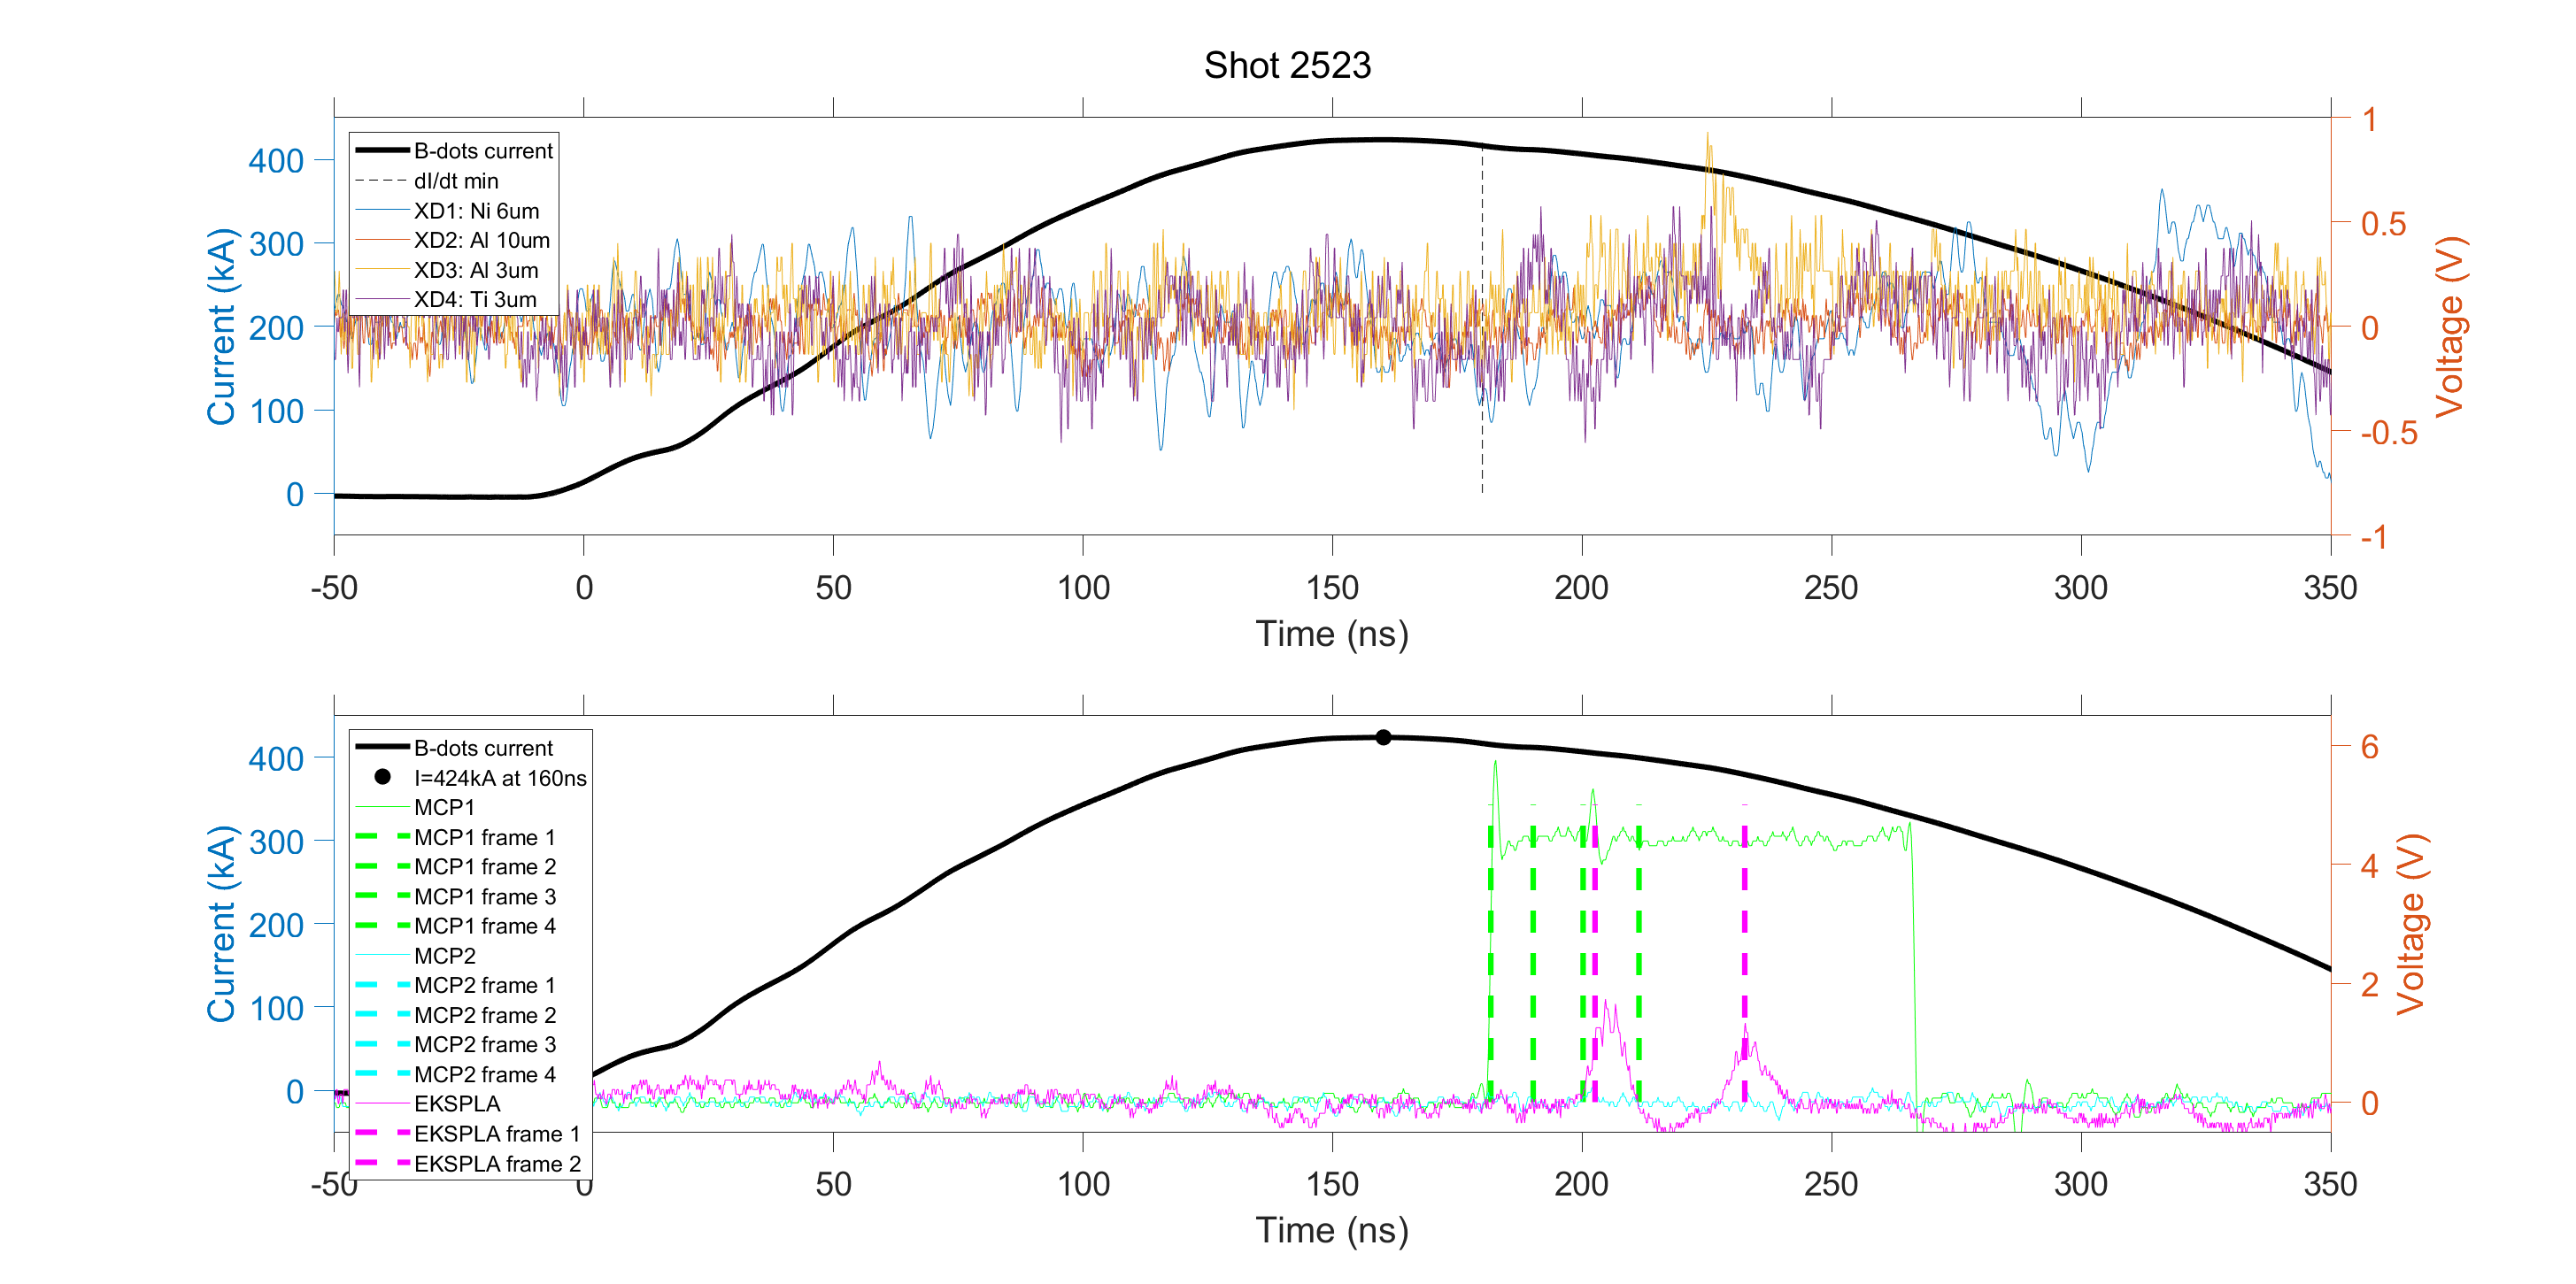 Shot 2523
B-dots current
dI/dt min
XD1: Ni 6um
XD2: Al 10um
XD3: Al 3um
XD4: Ti 3um
400
300
200
100
0
Current (kA)
1
0.5
0
-0.5
-1
Voltage (V)
-50 0 50 100 150 200 250 300 350
Time (ns)
B-dots current
I=424kA at 160ns
MCP1
MCP1 frame 1
MCP1 frame 2
MCP1 frame 3
MCP1 frame 4
MCP2
MCP2 frame 1
MCP2 frame 2
MCP2 frame 3
MCP2 frame 4
EKSPLA
EKSPLA frame 1
EKSPLA frame 2
400
300
200
100
0
Current (kA)
6
4
2
0
Voltage (V)
-50 0 50 100 150 200 250 300 350
Time (ns)